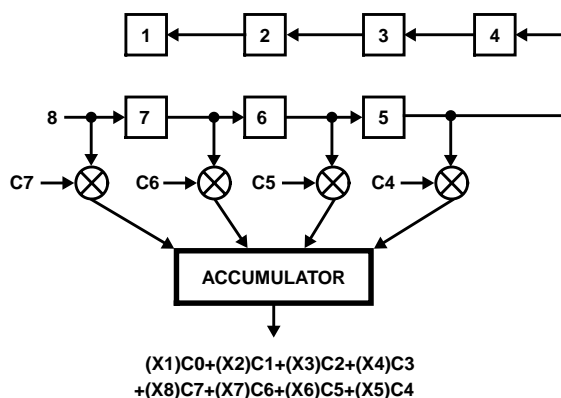 1 2 3 4
8 7 6 5
C7 C6 C5 C4
ACCUMULATOR
(X1)C0+(X2)C1+(X3)C2+(X4)C3
+(X8)C7+(X7)C6+(X6)C5+(X5)C4